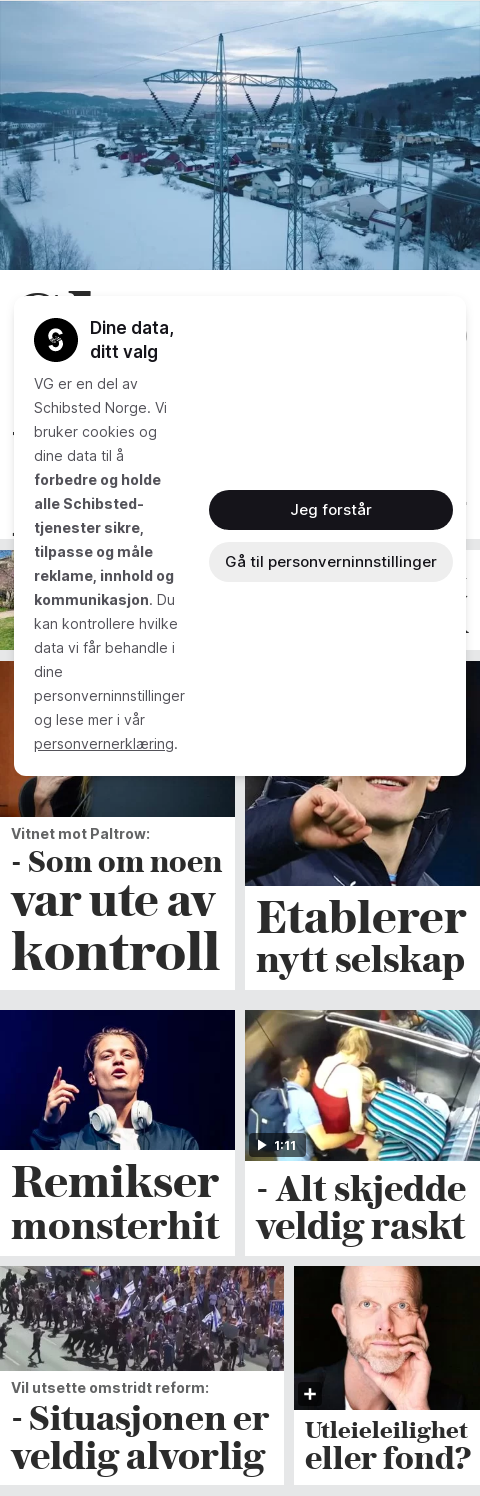 Dine data,
ditt valg
VG er en del av
Schibsted Norge. Vi
bruker cookies og
dine data til å
forbedre og holde
alle Schibsted-
tjenester sikre,
tilpasse og måle
reklame, innhold og
kommunikasjon. Du
kan kontrollere hvilke
data vi får behandle i
dine
personverninnstillinger
og lese mer i vår
personvernerklæring.
Jeg forstår
Gå til personverninnstillinger
Vitnet mot Paltrow:
- Som om noen
var ute av
kontroll
Etablerer
nytt selskap
Remikser
monsterhit
1:11
- Alt skjedde
veldig raskt
Vil utsette omstridt reform:
- Situasjonen er
veldig alvorlig
Utleieleilighet
eller fond?